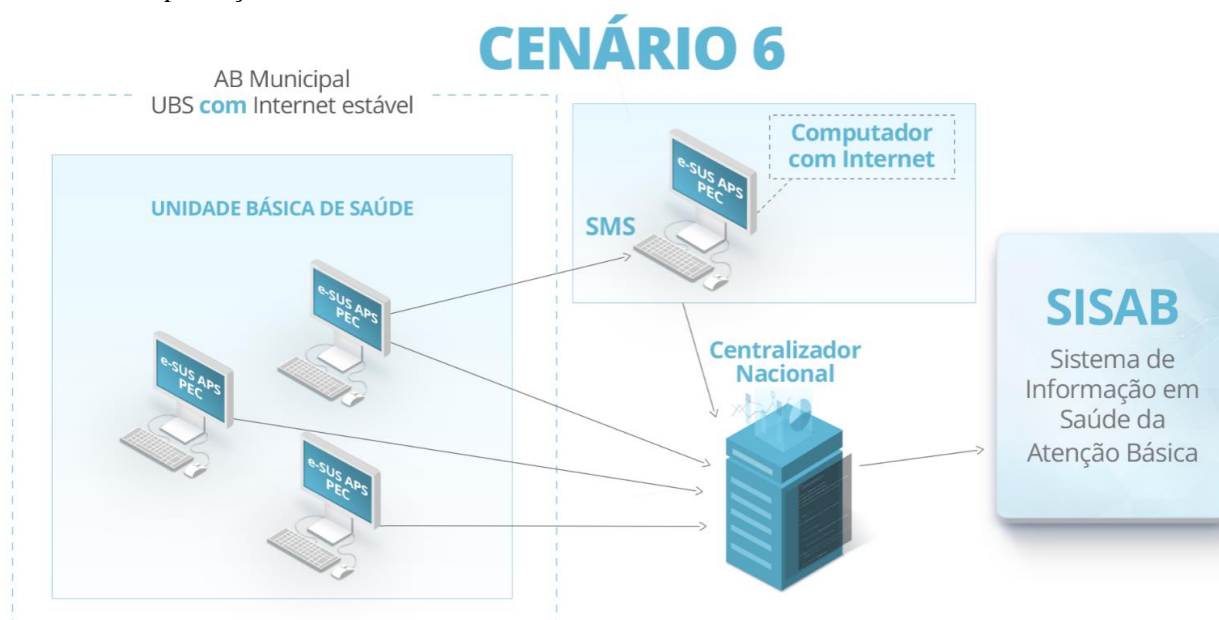 CENÁRIO 6
AB Municipal
UBS com Internet estável
UNIDADE BÁSICA DE SAÚDE
e-SUS APS
PEC
e-SUS APS
PEC
e-SUS APS
PEC
Computador
com Internet
e-SUS APS
PEC
SMS
Centralizador
Nacional
SISAB
Sistema de
Informação em
Saúde da
Atenção Básica